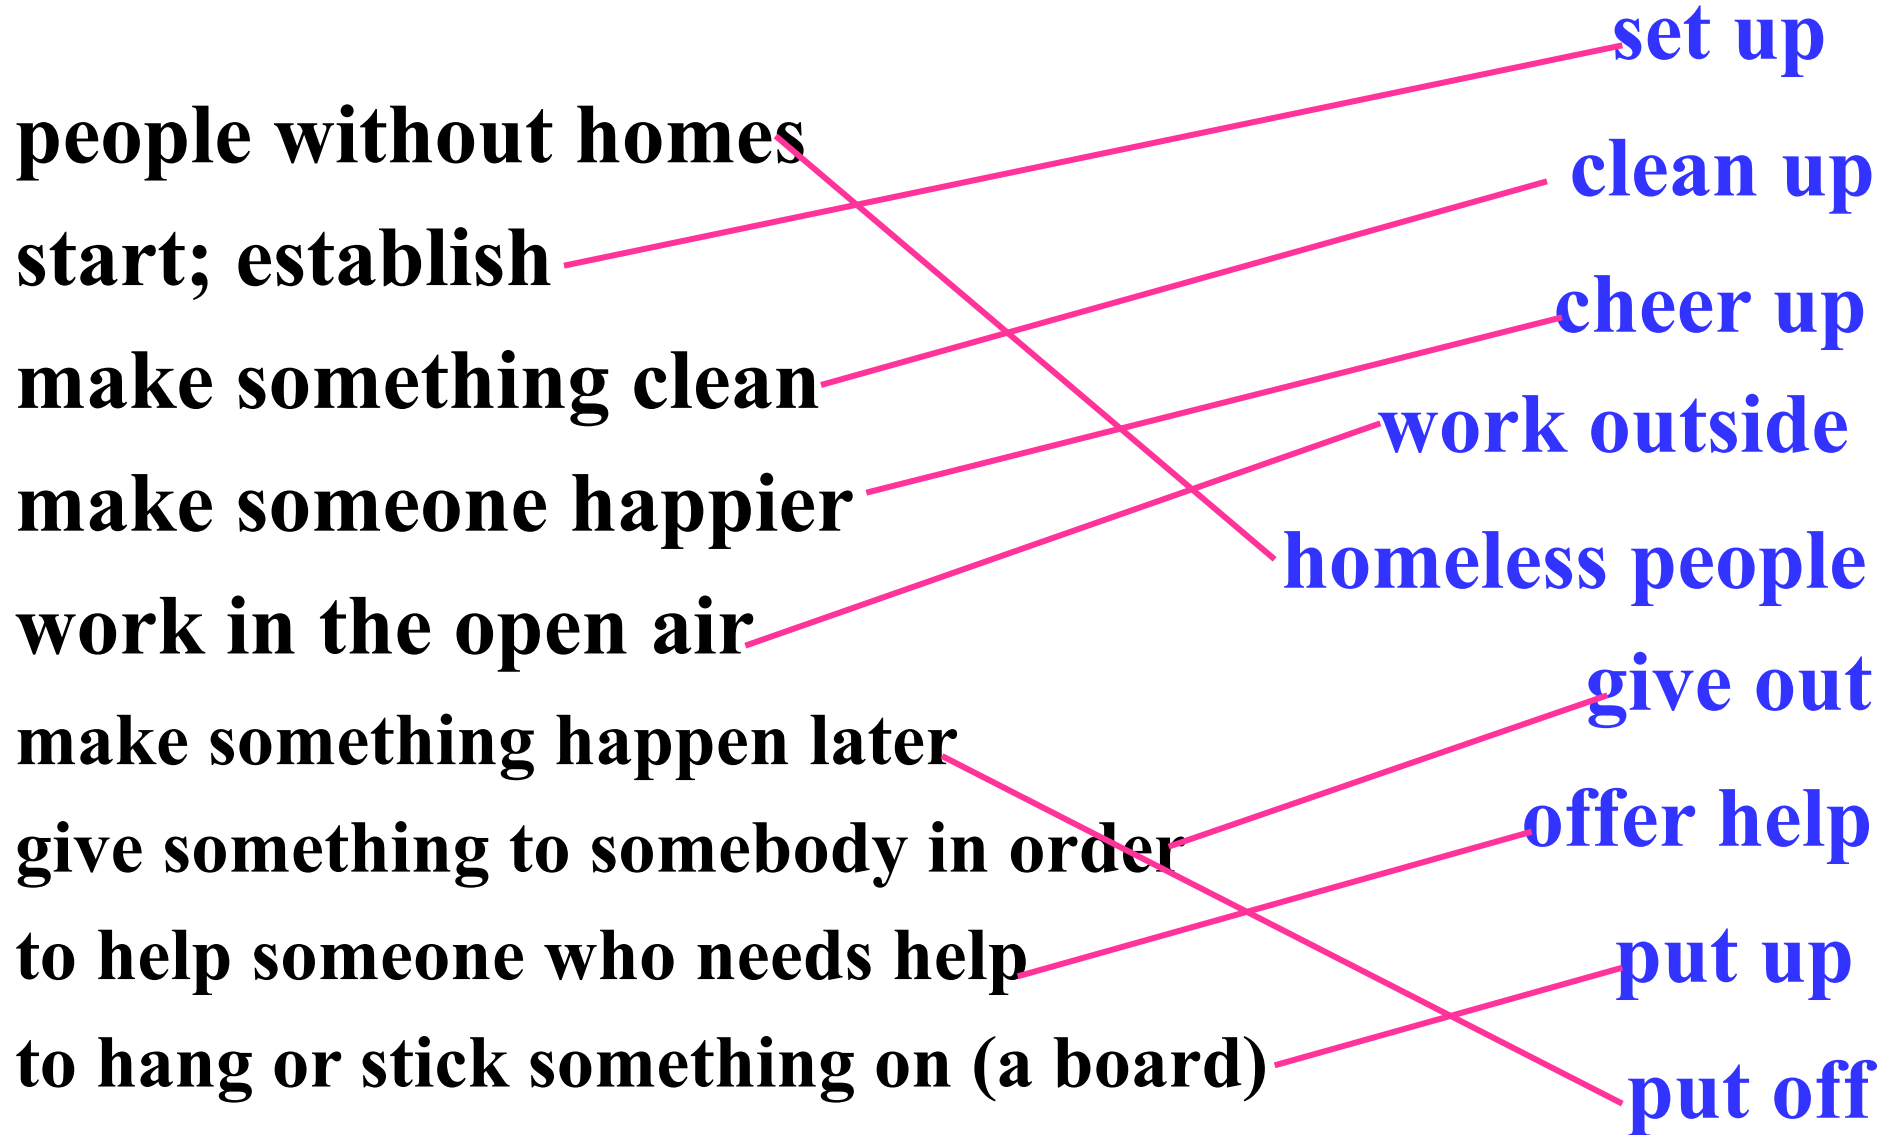 people without homes
start; establish
make something clean
make someone happier
work in the open air
make something happen later
give something to somebody in order
to help someone who needs help
to hang or stick something on (a board)
set up
clean up
cheer up
work outside
homeless people
give out
offer help
put up
put off